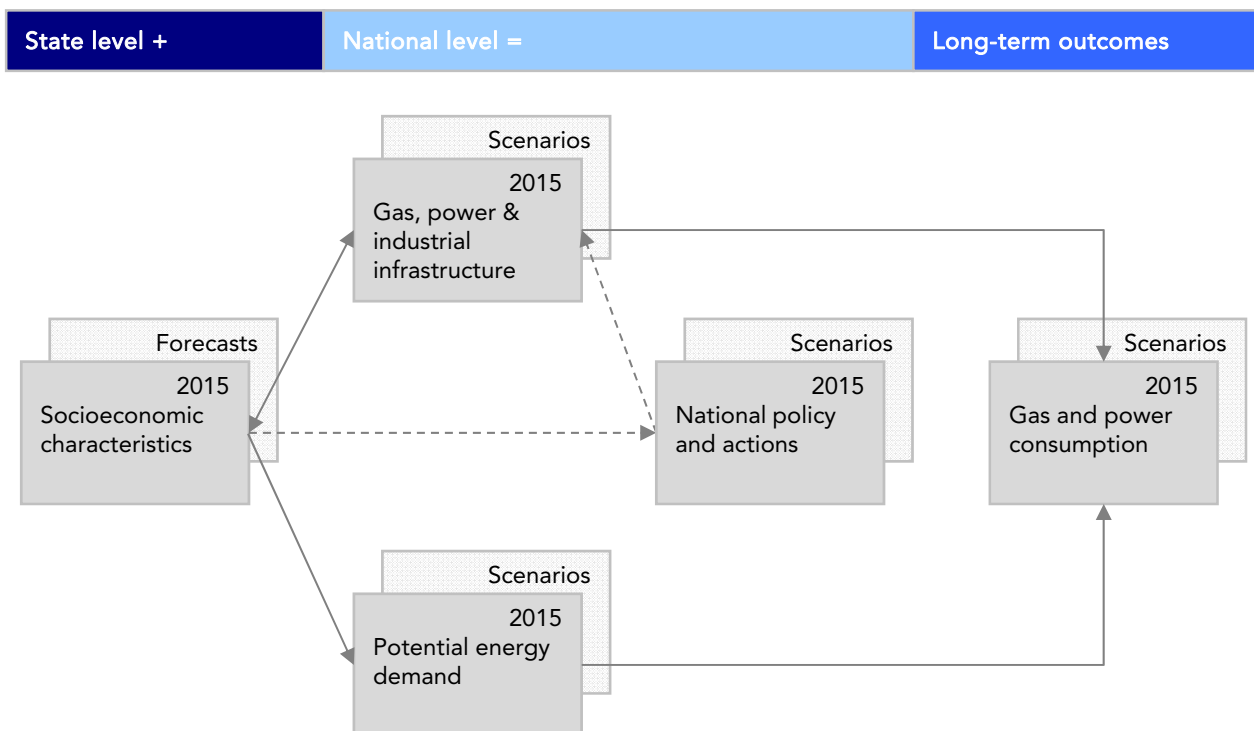 State level +
National level =
Long-term outcomes
Scenarios
2015
Gas, power &
industrial
infrastructure
Forecasts
2015
Socioeconomic
characteristics
Scenarios
2015
National policy
and actions
Scenarios
2015
Gas and power
consumption
Scenarios
2015
Potential energy
demand